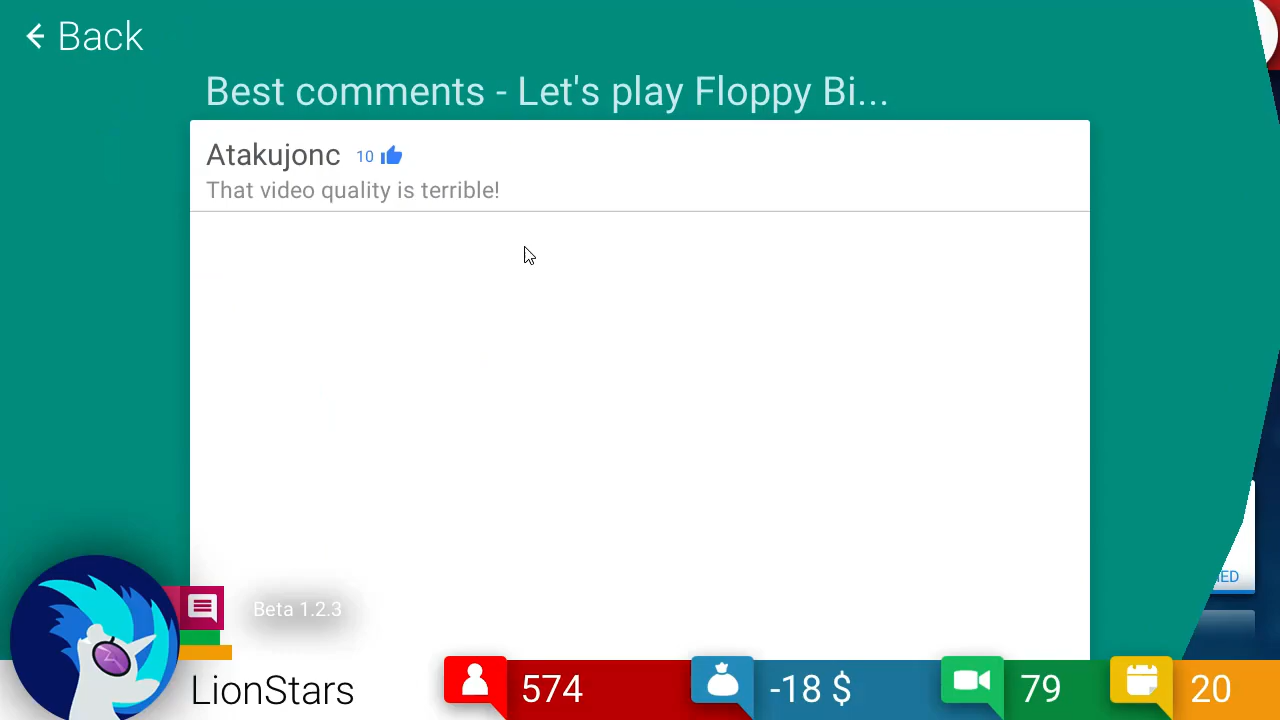 Back
Best comments - Let's play Floppy Bi...
Atakujonc 10
That video quality is terrible!
Beta 1.2.3
LionStars
574
-18 $
79
20